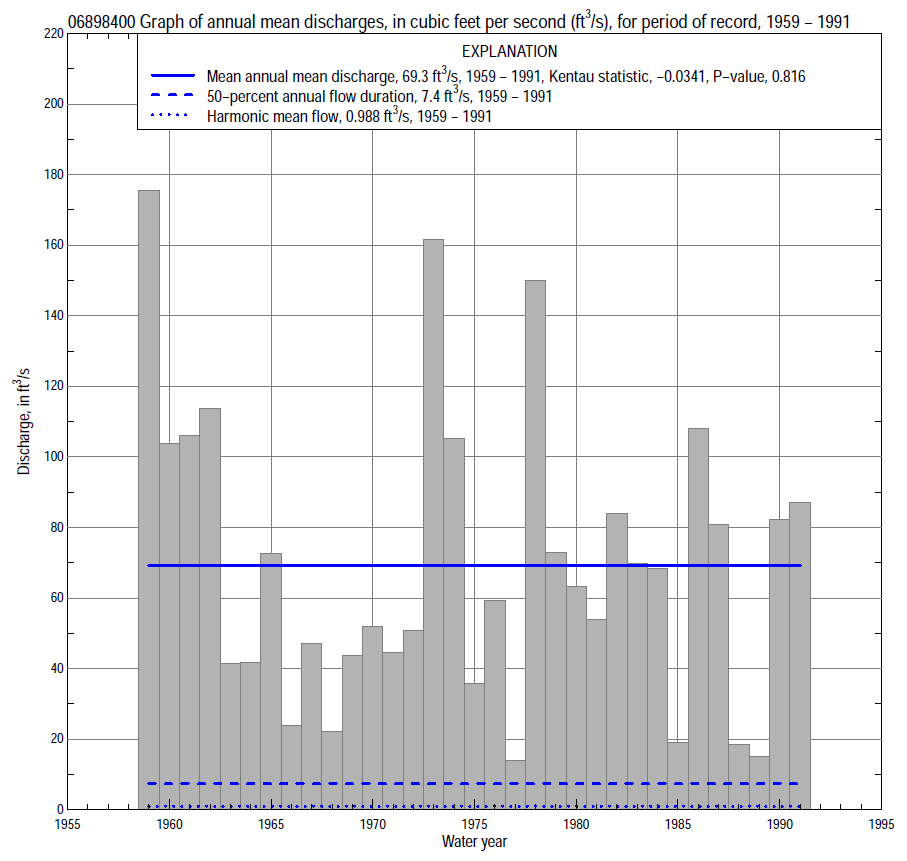 06898400 Graph of annual mean discharges, in cubic feet per second (ft³/s), for period of record, 1959 – 1991
EXPLANATION
Mean annual mean discharge, 69.3 ft³/s, 1959 – 1991, Kentau statistic, −0.0341, P−value, 0.816
50−percent annual flow duration, 7.4 ft³/s, 1959 – 1991
Harmonic mean flow, 0.988 ft³/s, 1959 – 1991
Discharge, in ft³/s
220
200
180
160
140
120
100
80
60
40
20
0
1955 1960 1965 1970 1975 1980 1985 1990 1995
Water year